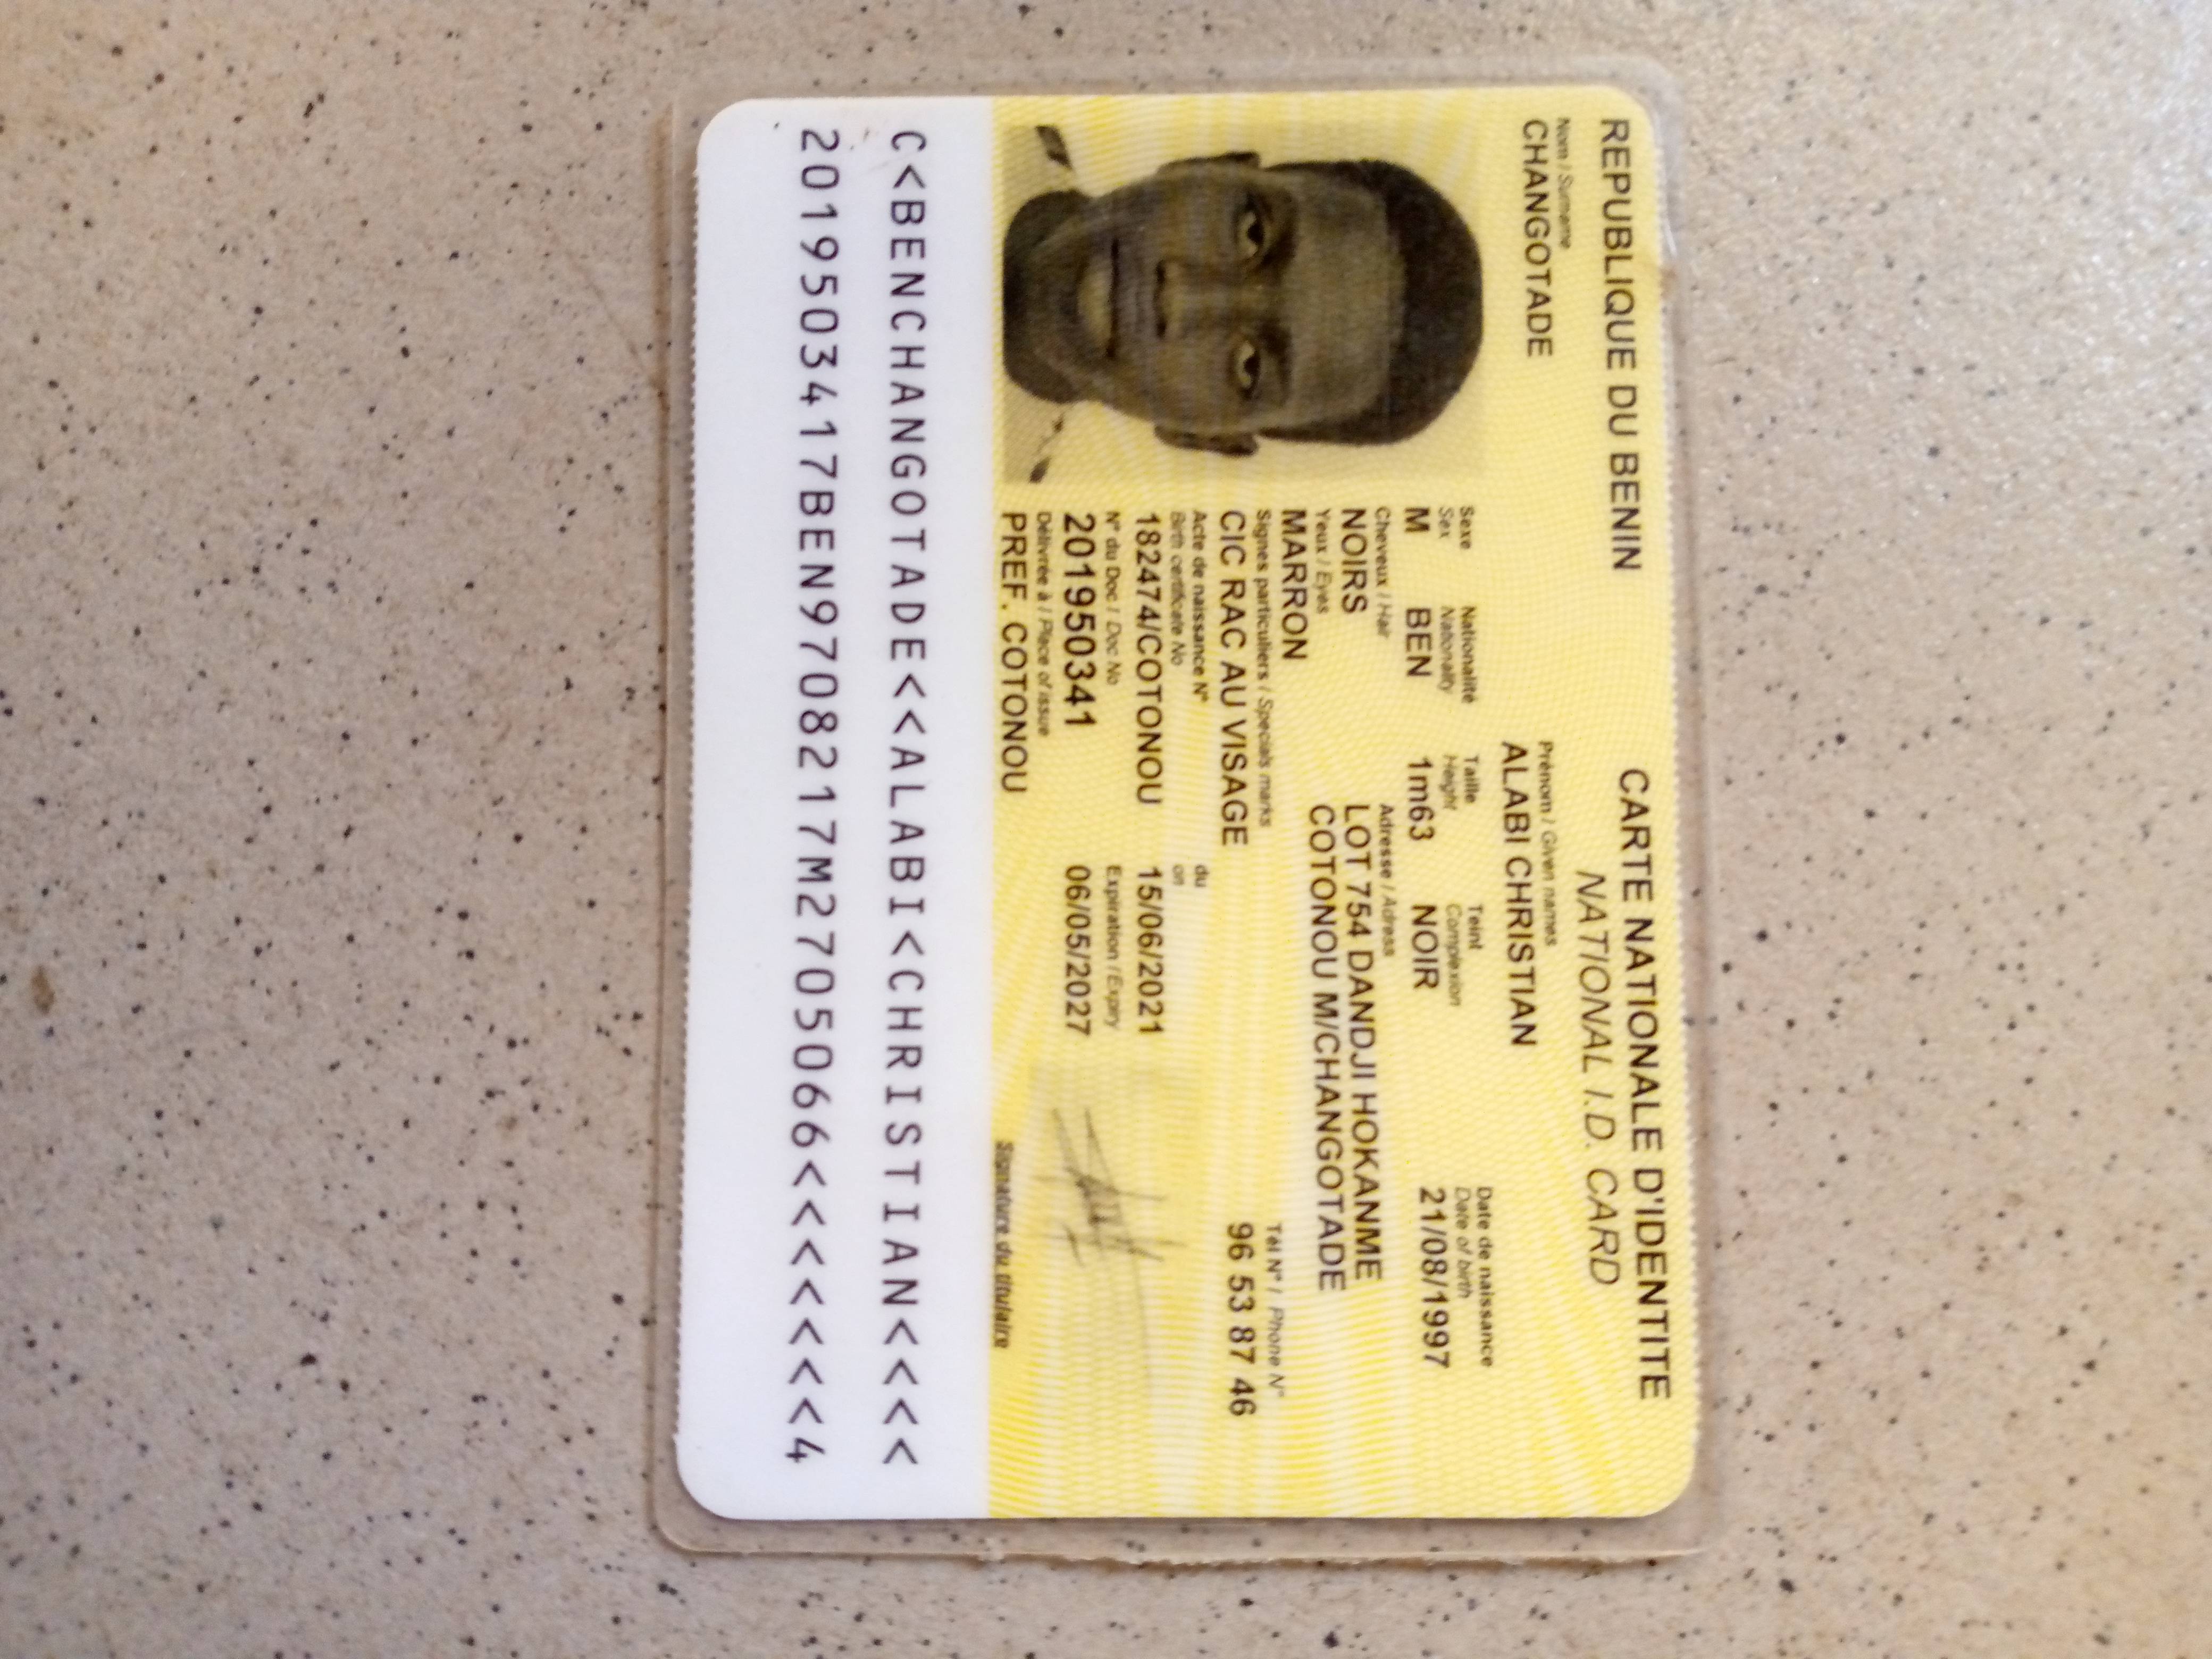 REPUBLIQUE DU BENIN
CARTE NATIONALE D'IDENTITE
NATIONAL I.D. CARD
Nom / Surname
CHANGOTADE
Prénom / Given names
ALABI CHRISTIAN
Sexe
Sex
M
Nationalité
Nationality
BEN
Taille
Height
1m63
Teint
Complexion
NOIR
Date de naissance
Date of birth
21/08/1997
Cheveux / Hair
NOIRS
Adresse / Adress
LOT 754 DANDJI HOKANME
COTONOU M/CHANGOTADE
Yeux / Eyes
MARRON
Signes particuliers / Specials marks
CIC RAC AU VISAGE
Tél N° / Phone N°
96 53 87 46
Acte de naissance N°
Birth certificate No
182474/COTONOU
du
on
15/06/2021
N° du Doc / Doc No
201950341
Expiration / Expiry
06/05/2027
Délivrée à / Place of issue
PREF. COTONOU
Signature du titulaire
C<BENCHANGOTADE<<ALABI<CHRISTIAN<<<<
2019503417BEN9708217M2705066<<<<<<<4